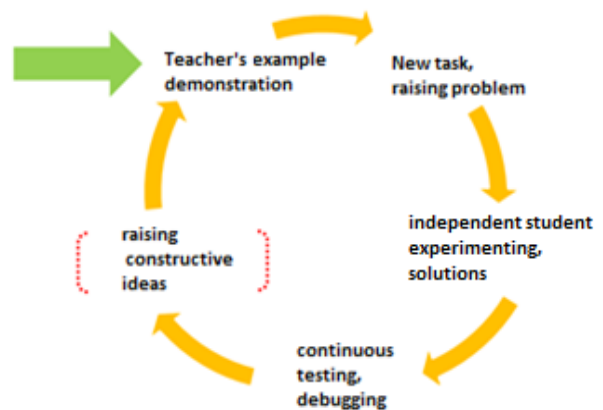 Teacher's example
demonstration
New task,
raising problem
independent student
experimenting,
solutions
continuous
testing,
debugging
raising
constructive
ideas